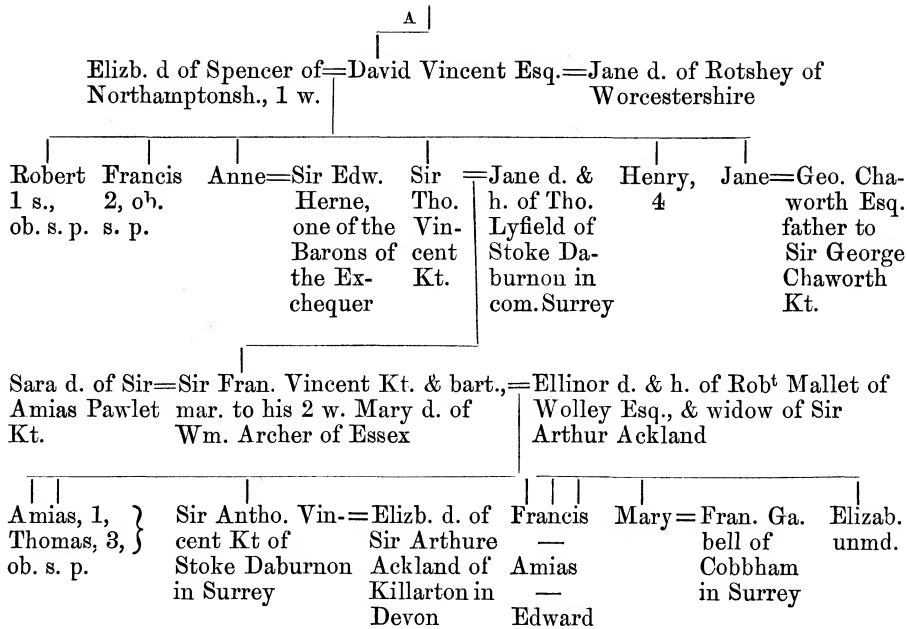 A
Elizb. d of Spencer of=David Vincent Esq.=Jane d. of Rotshey of
Northamptonsh., 1 w.
Worcestershire
Robert
1 s.,
ob. s. p.
Francis
2, ob.
s. p.
Anne=Sir Edw.
Herne,
one of the
Barons of
the Ex-
chequer
Sir
Tho.
Vin-
cent
Kt.
=Jane d. &
h. of Tho.
Lyfield of
Stoke Da-
burnon in
com. Surrey
Henry,
4
Jane=Geo. Cha-
worth Esq.
father to
Sir George
Chaworth
Kt.
Sara d. of Sir=Sir Fran. Vincent Kt. & bart.,=Ellinor d. & h. of Robt Mallet of
Amias Pawlet
Kt.
mar. to his 2 w. Mary d. of
Wm. Archer of Essex
Wolley Esq., & widow of Sir
Arthur Ackland
Amias, 1,
Thomas, 3, }
ob. s. p.
Sir Antho. Vin-=Elizb. d. of
cent Kt of
Stoke Daburnon
in Surrey
Sir Arthure
Ackland of
Killarton in
Devon
Francis
—
Amias
—
Edward
Mary=Fran. Ga.
bell of
Cobbham
in Surrey
Elizab.
unmd.